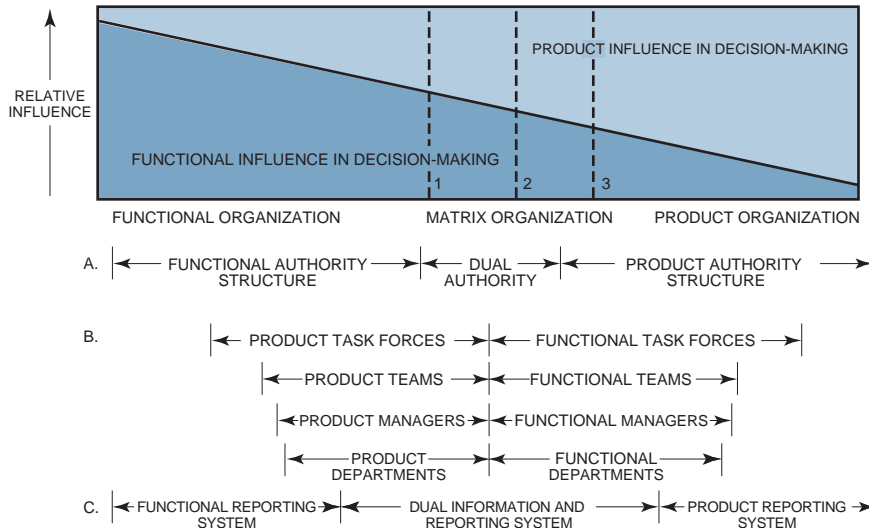 PRODUCT INFLUENCE IN DECISION-MAKING
RELATIVE
INFLUENCE
FUNCTIONAL INFLUENCE IN DECISION-MAKING
1
2
3
FUNCTIONAL ORGANIZATION
MATRIX ORGANIZATION
PRODUCT ORGANIZATION
A.
FUNCTIONAL AUTHORITY
STRUCTURE
DUAL
AUTHORITY
PRODUCT AUTHORITY
STRUCTURE
B.
PRODUCT TASK FORCES
FUNCTIONAL TASK FORCES
PRODUCT TEAMS
FUNCTIONAL TEAMS
PRODUCT MANAGERS
FUNCTIONAL MANAGERS
PRODUCT
DEPARTMENTS
FUNCTIONAL
DEPARTMENTS
C.
FUNCTIONAL REPORTING
SYSTEM
DUAL INFORMATION AND
REPORTING SYSTEM
PRODUCT REPORTING
SYSTEM